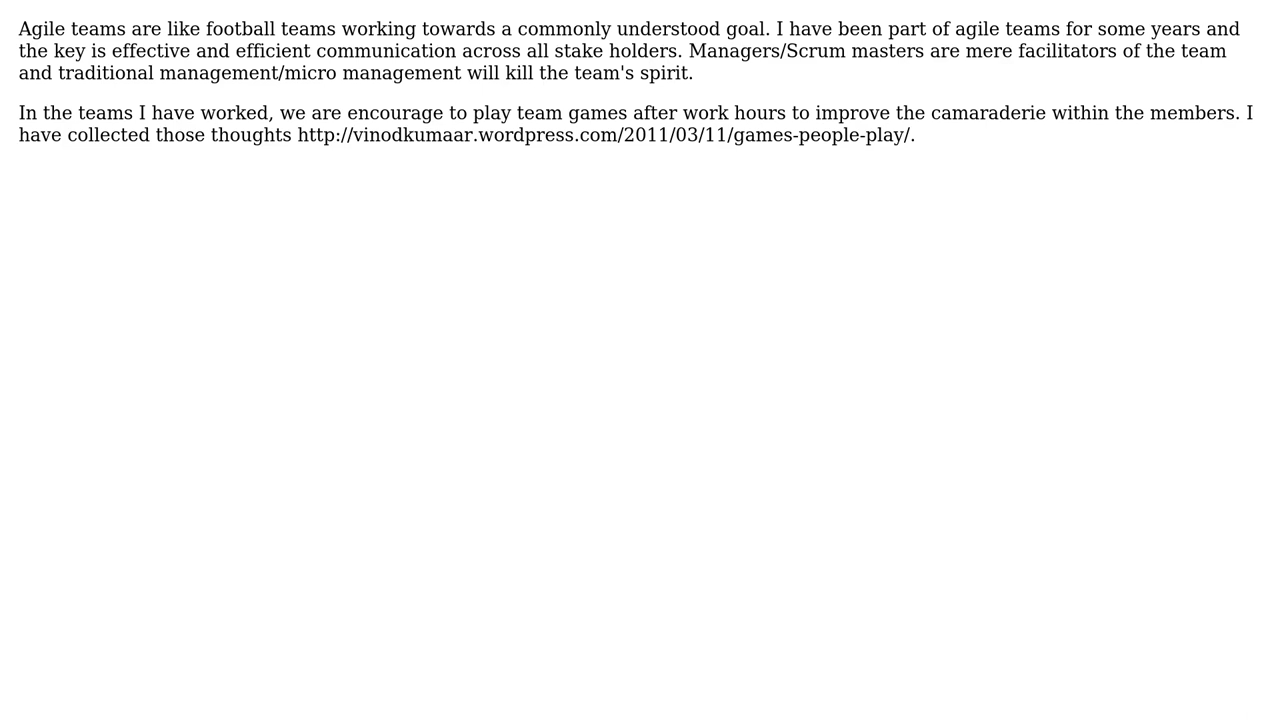 Agile teams are like football teams working towards a commonly understood goal. I have been part of agile teams for some years and
the key is effective and efficient communication across all stake holders. Managers/Scrum masters are mere facilitators of the team
and traditional management/micro management will kill the team's spirit.
In the teams I have worked, we are encourage to play team games after work hours to improve the camaraderie within the members. I
have collected those thoughts http://vinodkumaar.wordpress.com/2011/03/11/games-people-play/.